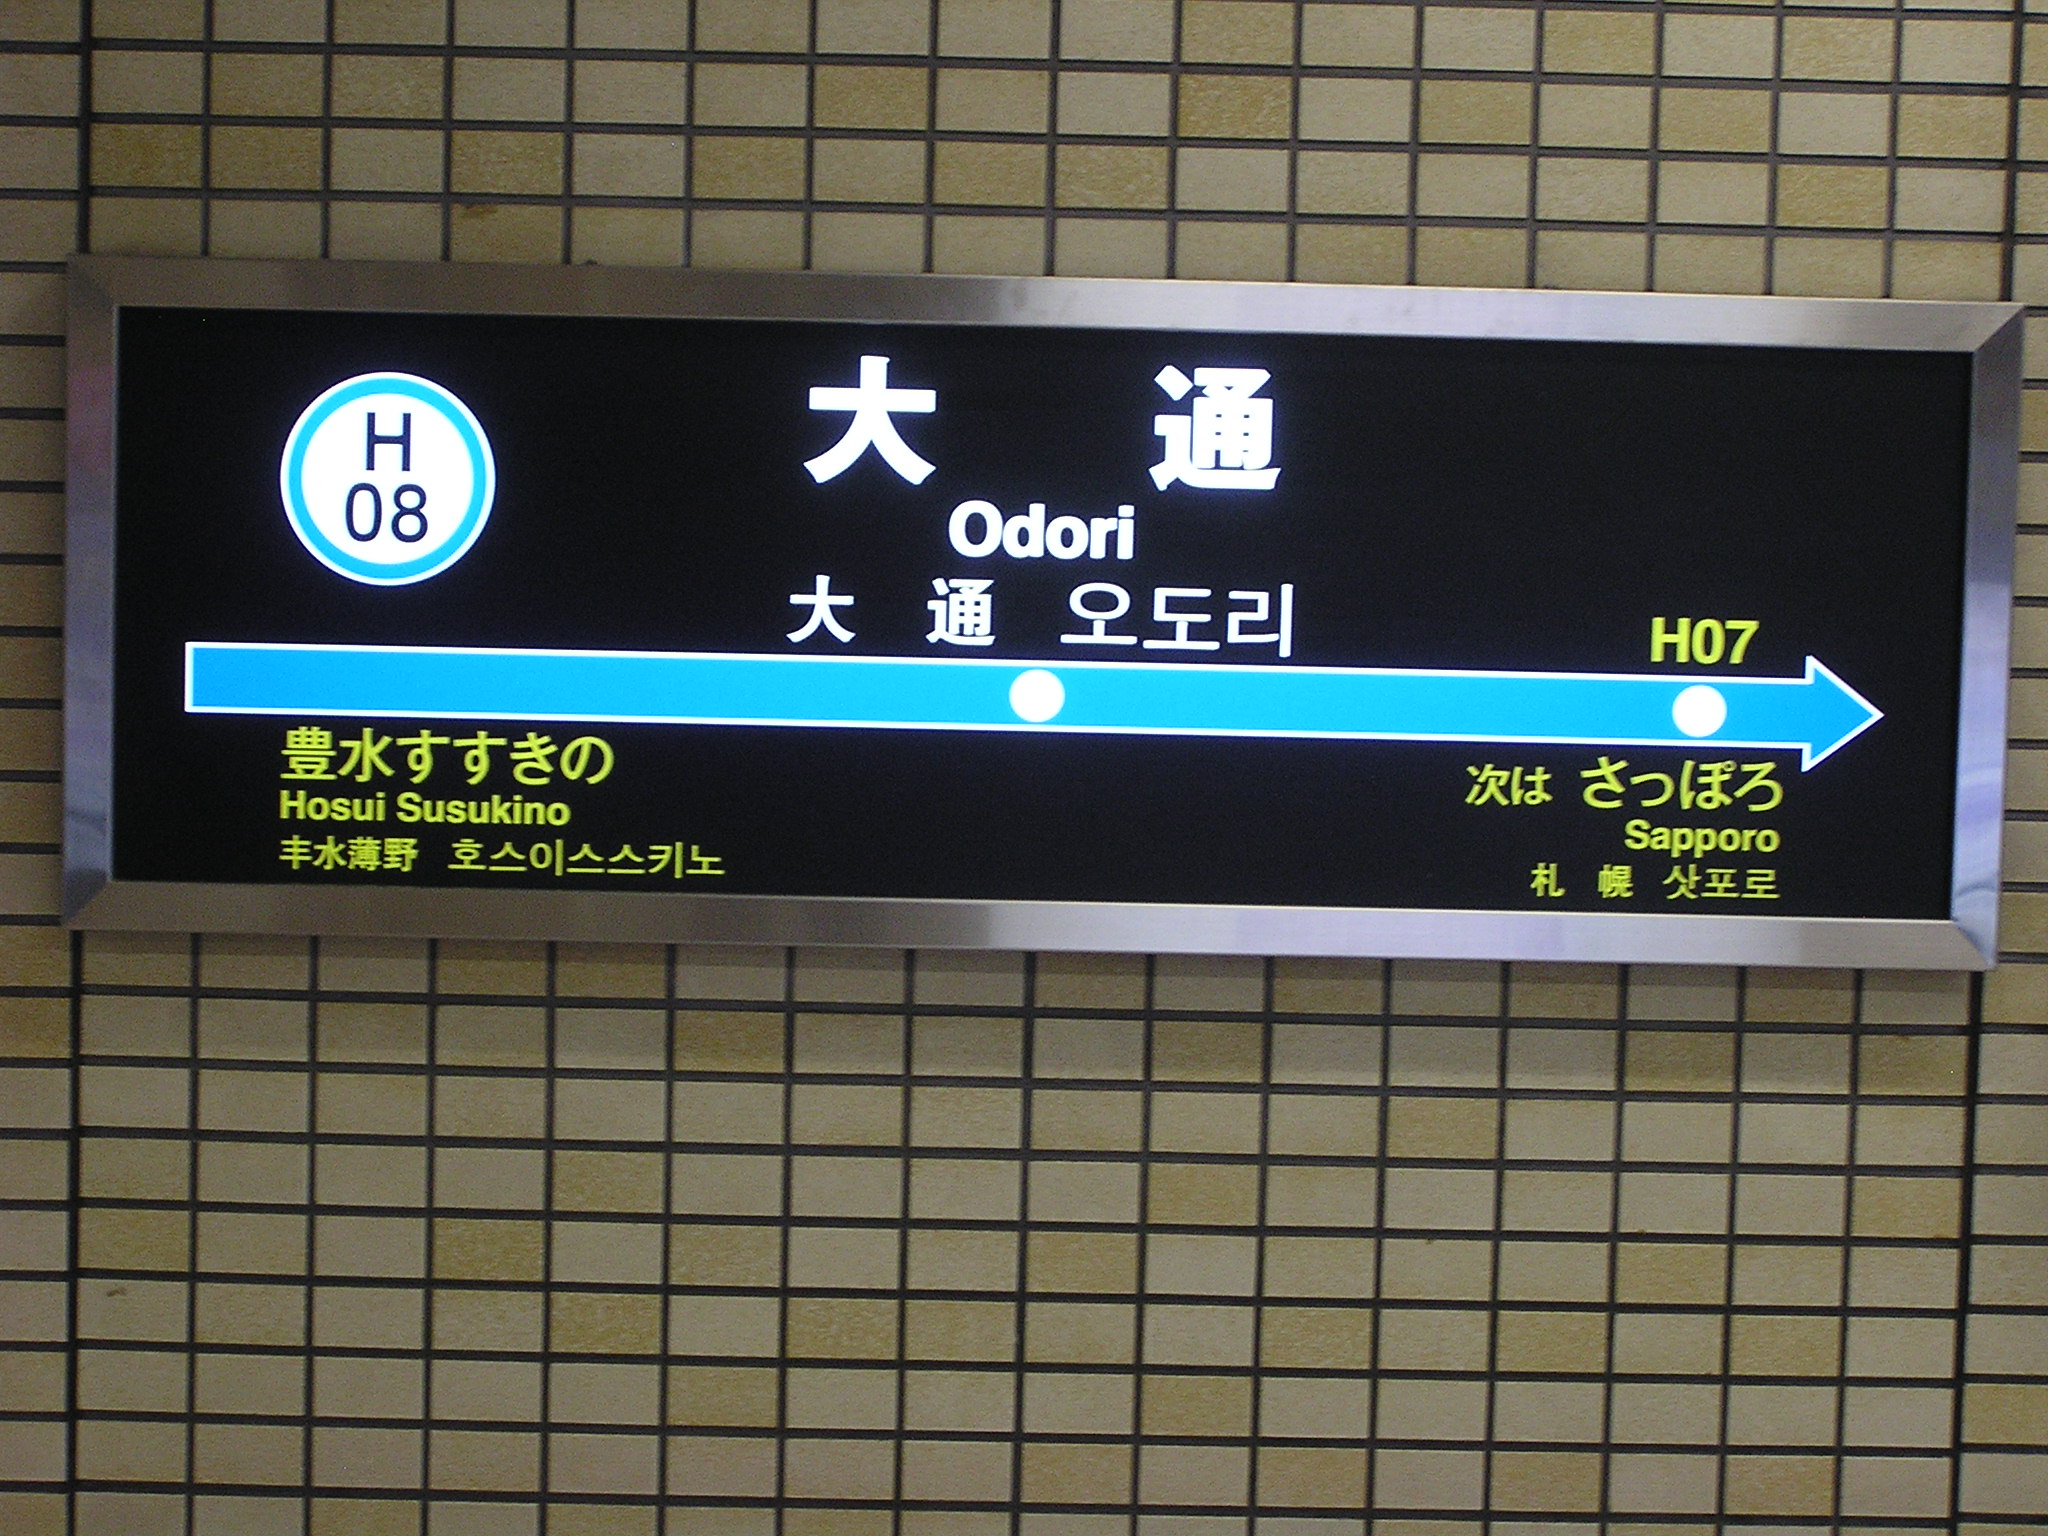 H
08
大 通
Odori
大 通 오도리
H07
豊水すすきの
Hosui Susukino
丰水薄野 호스이스스키노
次は さっぽろ
Sapporo
札 幌 삿포로